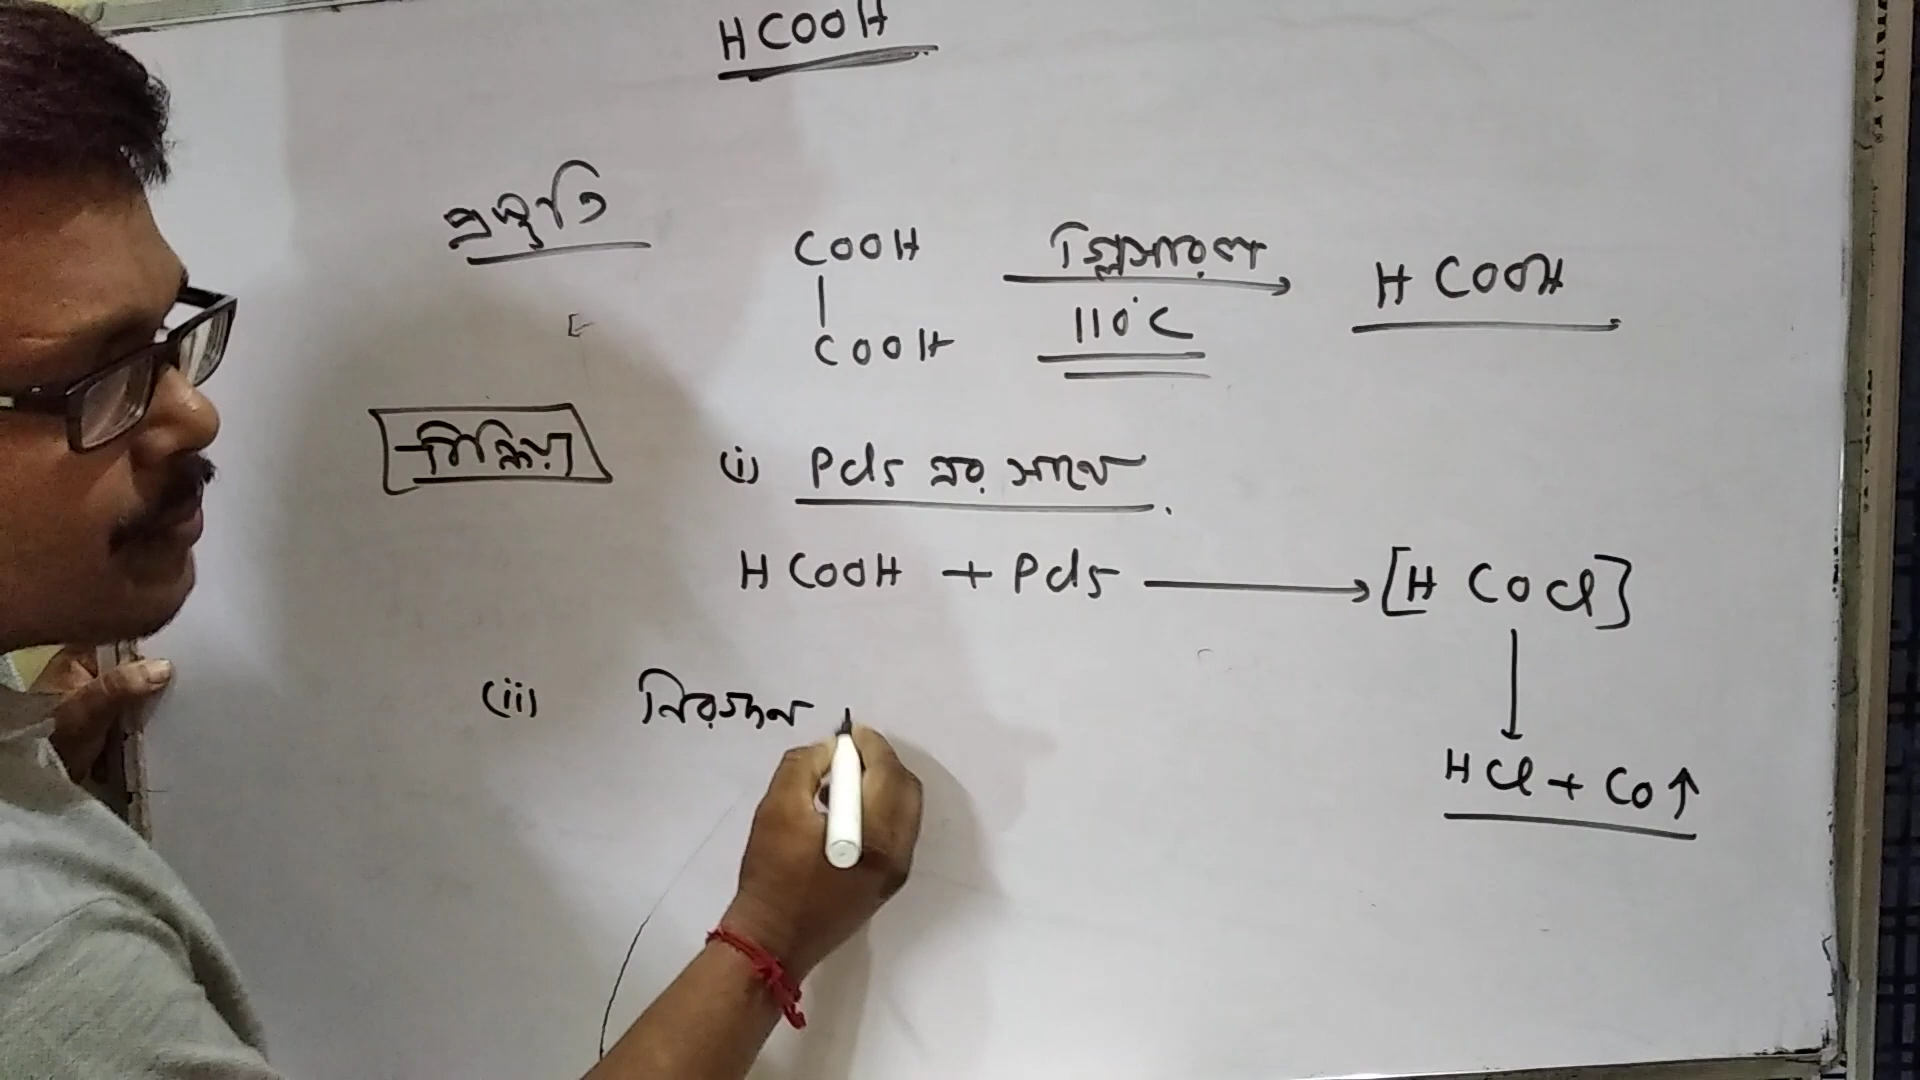 HCOOH
প্রস্তুতি
COOH
|
COOH
গ্লিসারল
110°C
HCOOH
বিক্রিয়া
(i) PCl5 এর সাথে
HCOOH + PCl5 → [HCOCl]
↓
HCl + CO↑
(ii) নিরুদন